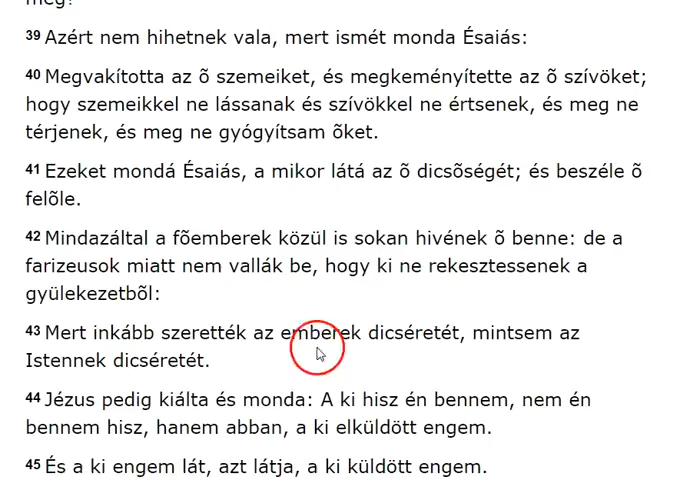 meg?
39 Azért nem hihetnek vala, mert ismét monda Ésaiás:
40 Megvakította az õ szemeiket, és megkeményítette az õ szívöket;
hogy szemeikkel ne lássanak és szívökkel ne értsenek, és meg ne
térjenek, és meg ne gyógyítsam õket.
41 Ezeket mondá Ésaiás, a mikor látá az õ dicsõségét; és beszéle õ
felõle.
42 Mindazáltal a fõemberek közül is sokan hivének õ benne: de a
farizeusok miatt nem vallák be, hogy ki ne rekesztessenek a
gyülekezetbõl:
43 Mert inkább szerették az emberek dicséretét, mintsem az
Istennek dicséretét.
44 Jézus pedig kiálta és monda: A ki hisz én bennem, nem én
bennem hisz, hanem abban, a ki elküldött engem.
45 És a ki engem lát, azt látja, a ki küldött engem.